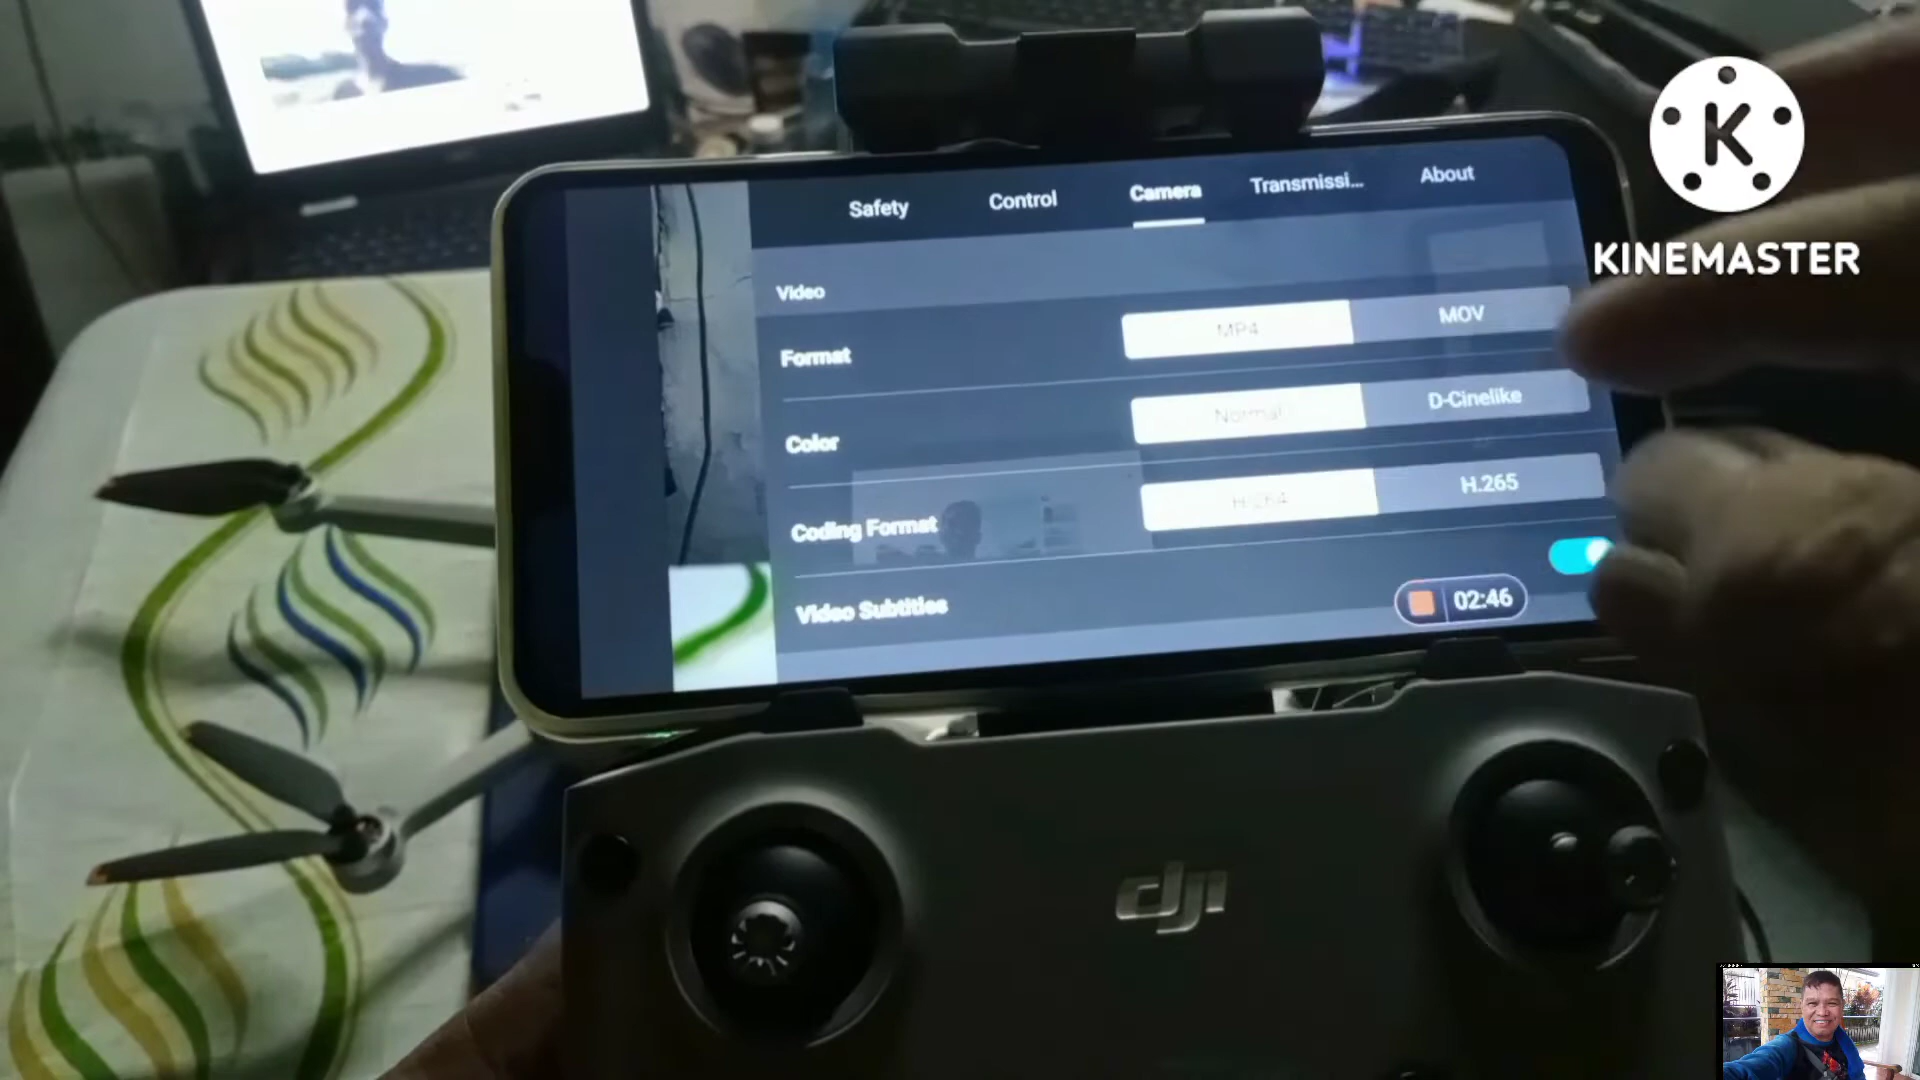 Safety Control Camera Transmissi... About
Video
Format MP4 MOV
Color Normal D-Cinelike
Coding Format H.264 H.265
Video Subtitles
02:46
K
KINEMASTER
dji